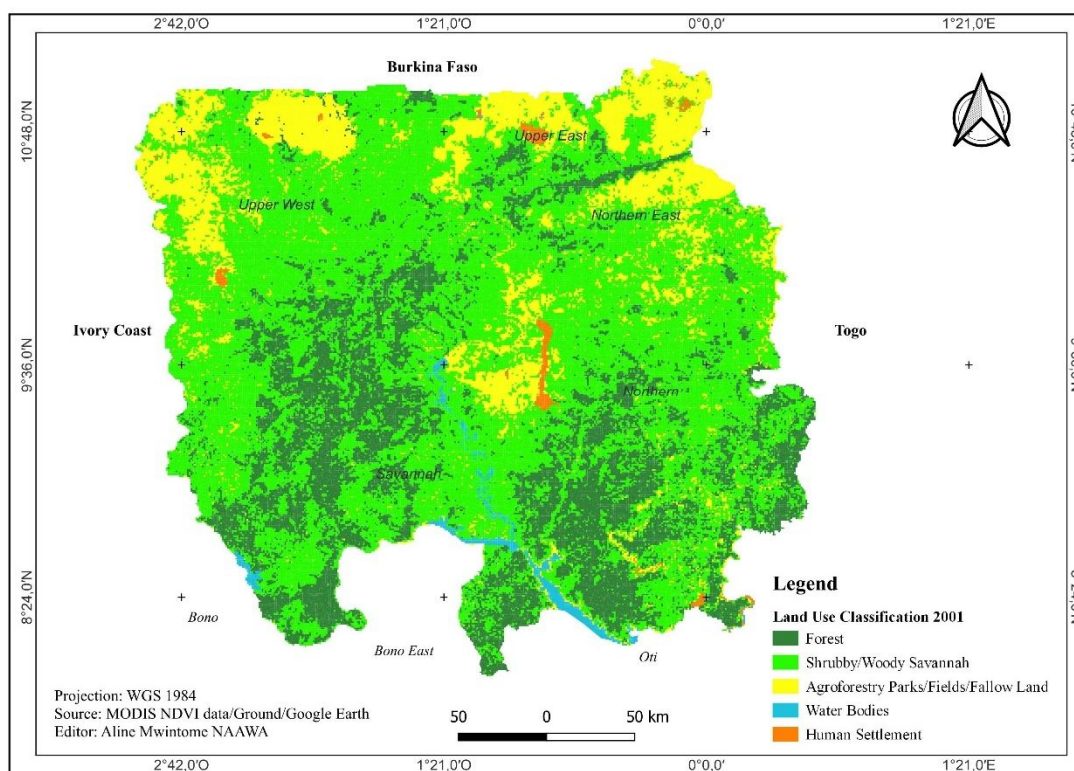 2°42,0'O 1°21,0'O 0°0,0' 1°21,0'E
Burkina Faso
10°48,0'N
Upper East
Upper West
Northern East
Ivory Coast
Togo
9°36,0'N
Northern
Savannah
8°24,0'N
Bono
Bono East
Oti
Legend
Land Use Classification 2001
Forest
Shrubby/Woody Savannah
Agroforestry Parks/Fields/Fallow Land
Water Bodies
Human Settlement
Projection: WGS 1984
Source: MODIS NDVI data/Ground/Google Earth
Editor: Aline Mwintome NAAWA
50 0 50 km
2°42,0'O 1°21,0'O 0°0,0' 1°21,0'E